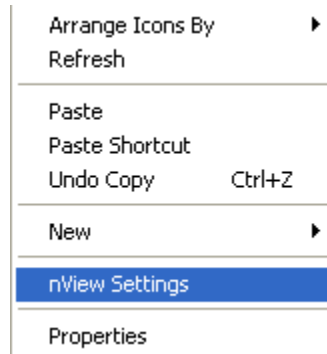 Arrange Icons By
Refresh
Paste
Paste Shortcut
Undo Copy Ctrl+Z
New
nView Settings
Properties